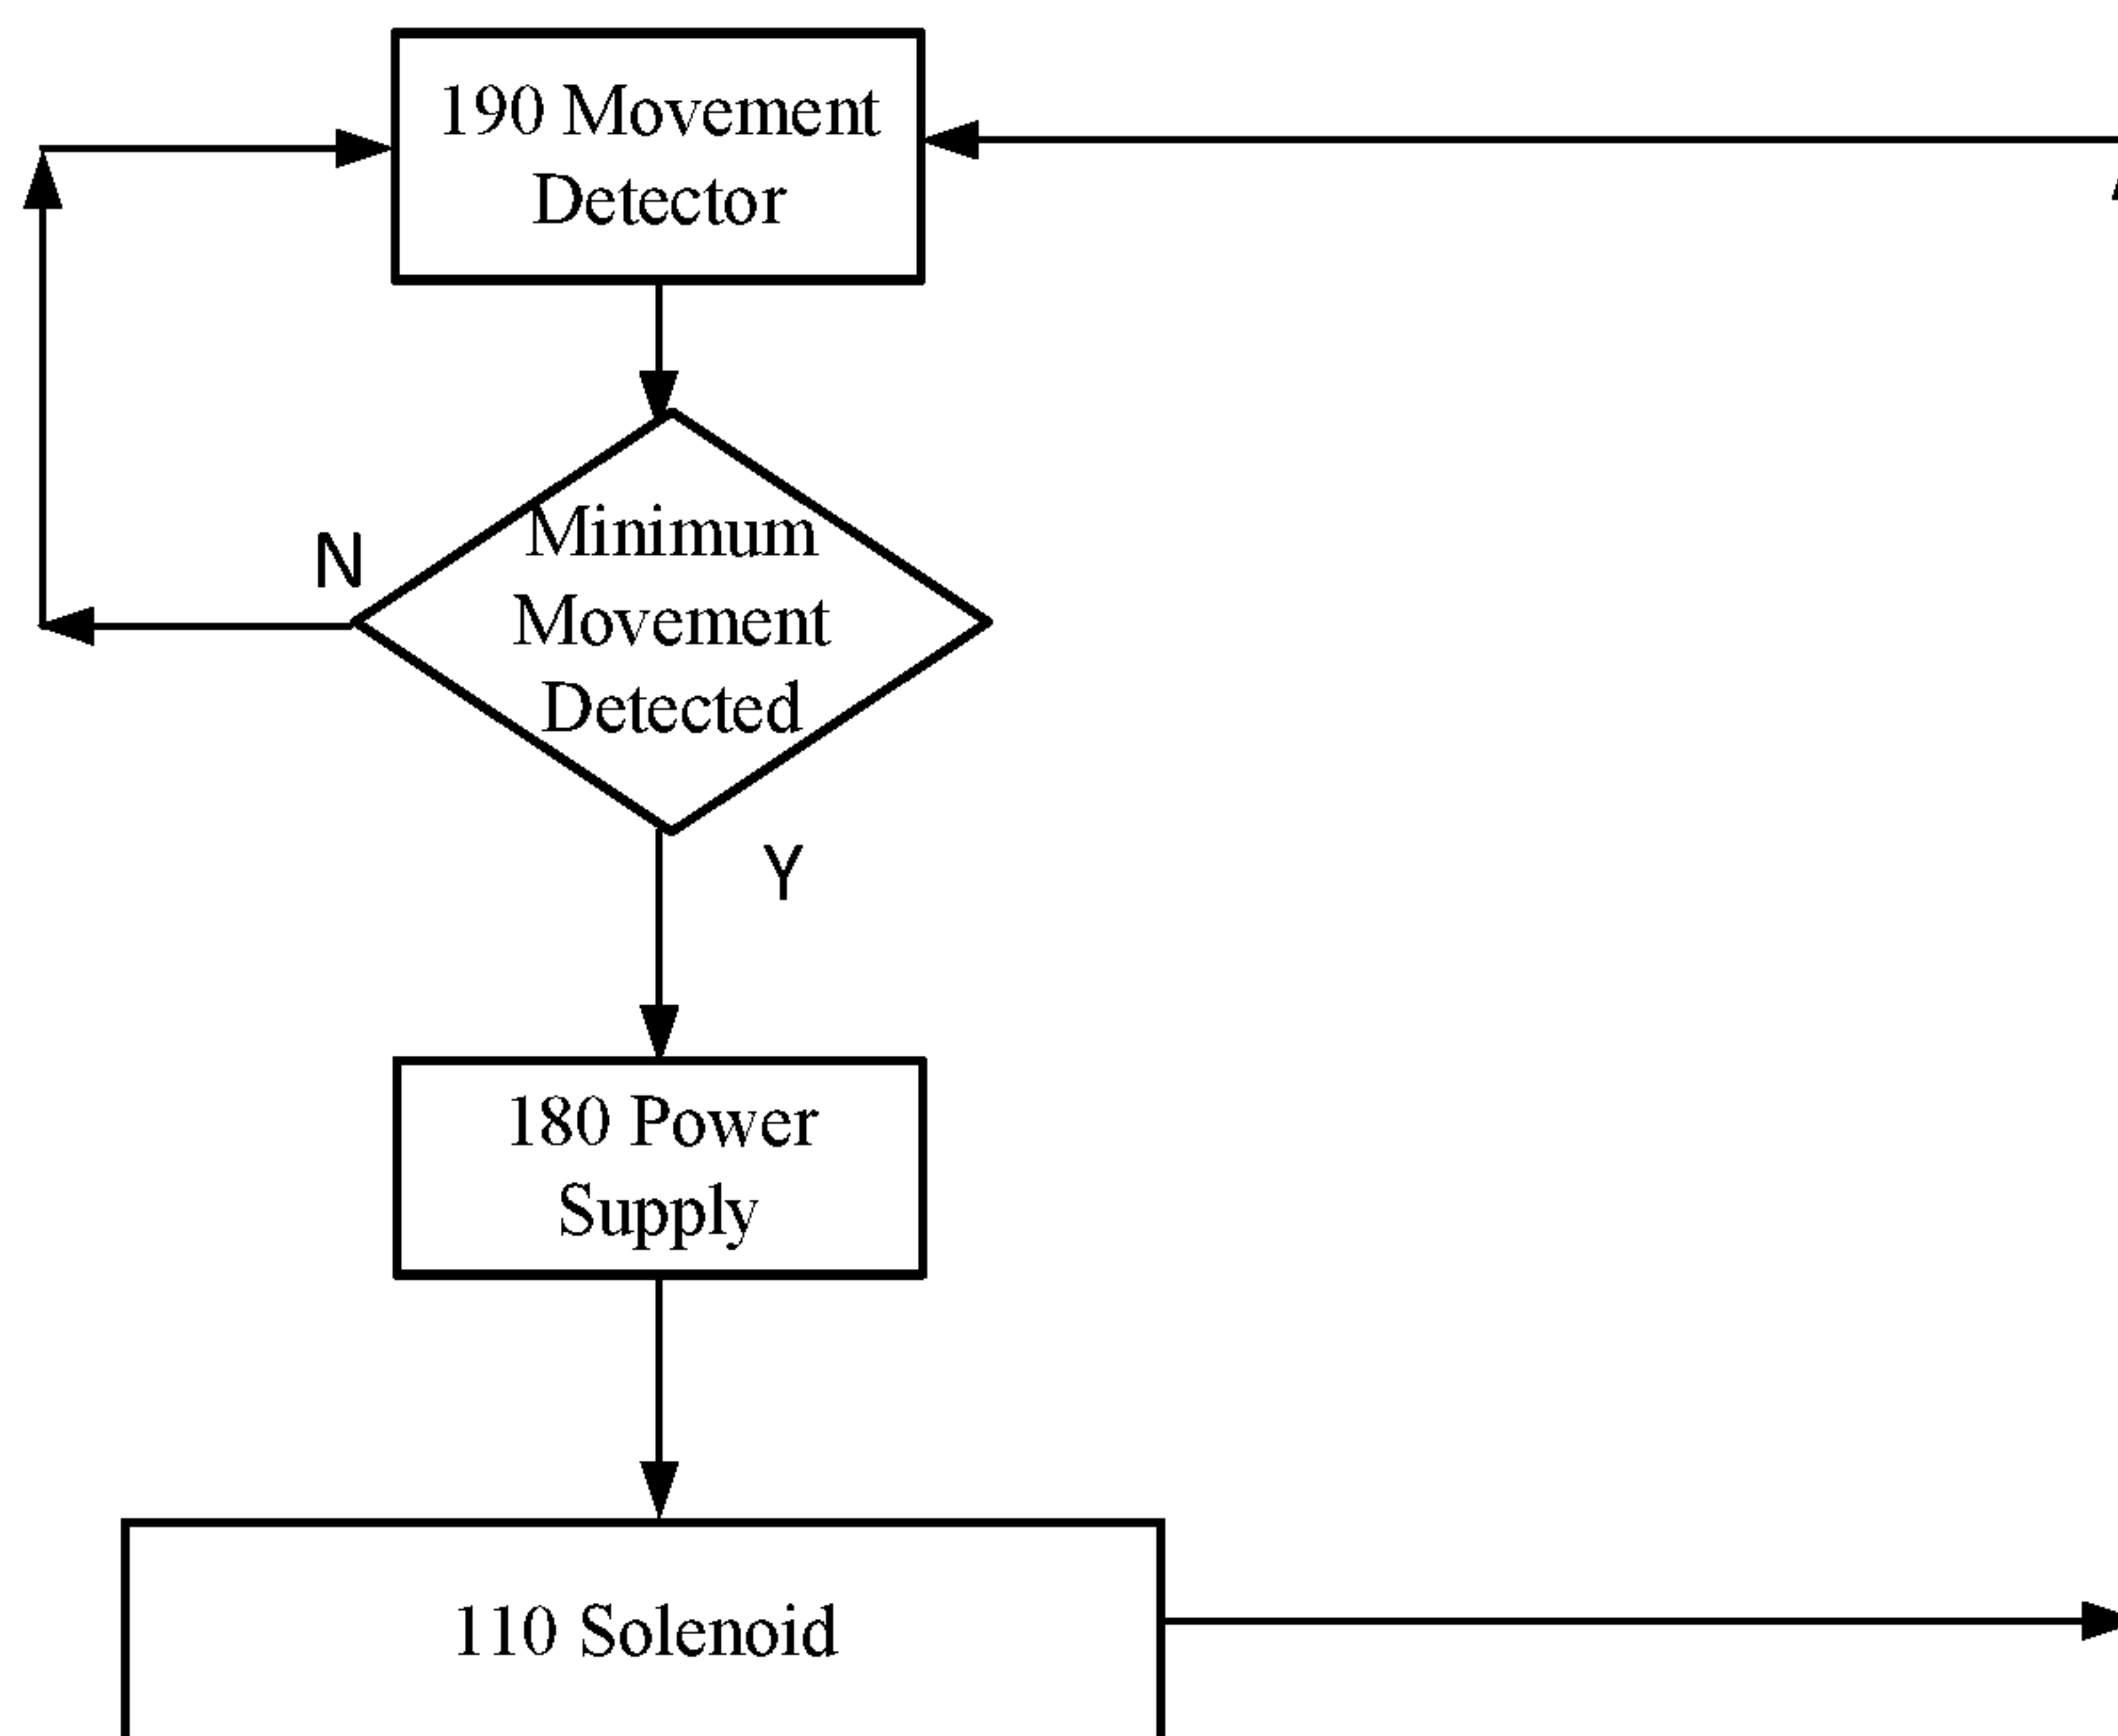 190 Movement
Detector
Minimum
Movement
Detected
N
Y
180 Power
Supply
110 Solenoid